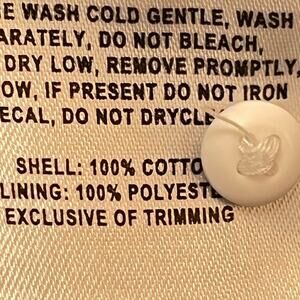 E WASH COLD GENTLE, WASH
ARATELY, DO NOT BLEACH,
DRY LOW, REMOVE PROMPTLY,
OW, IF PRESENT DO NOT IRON
ECAL, DO NOT DRYCLE
SHELL: 100% COTTO
LINING: 100% POLYESTE
EXCLUSIVE OF TRIMMING